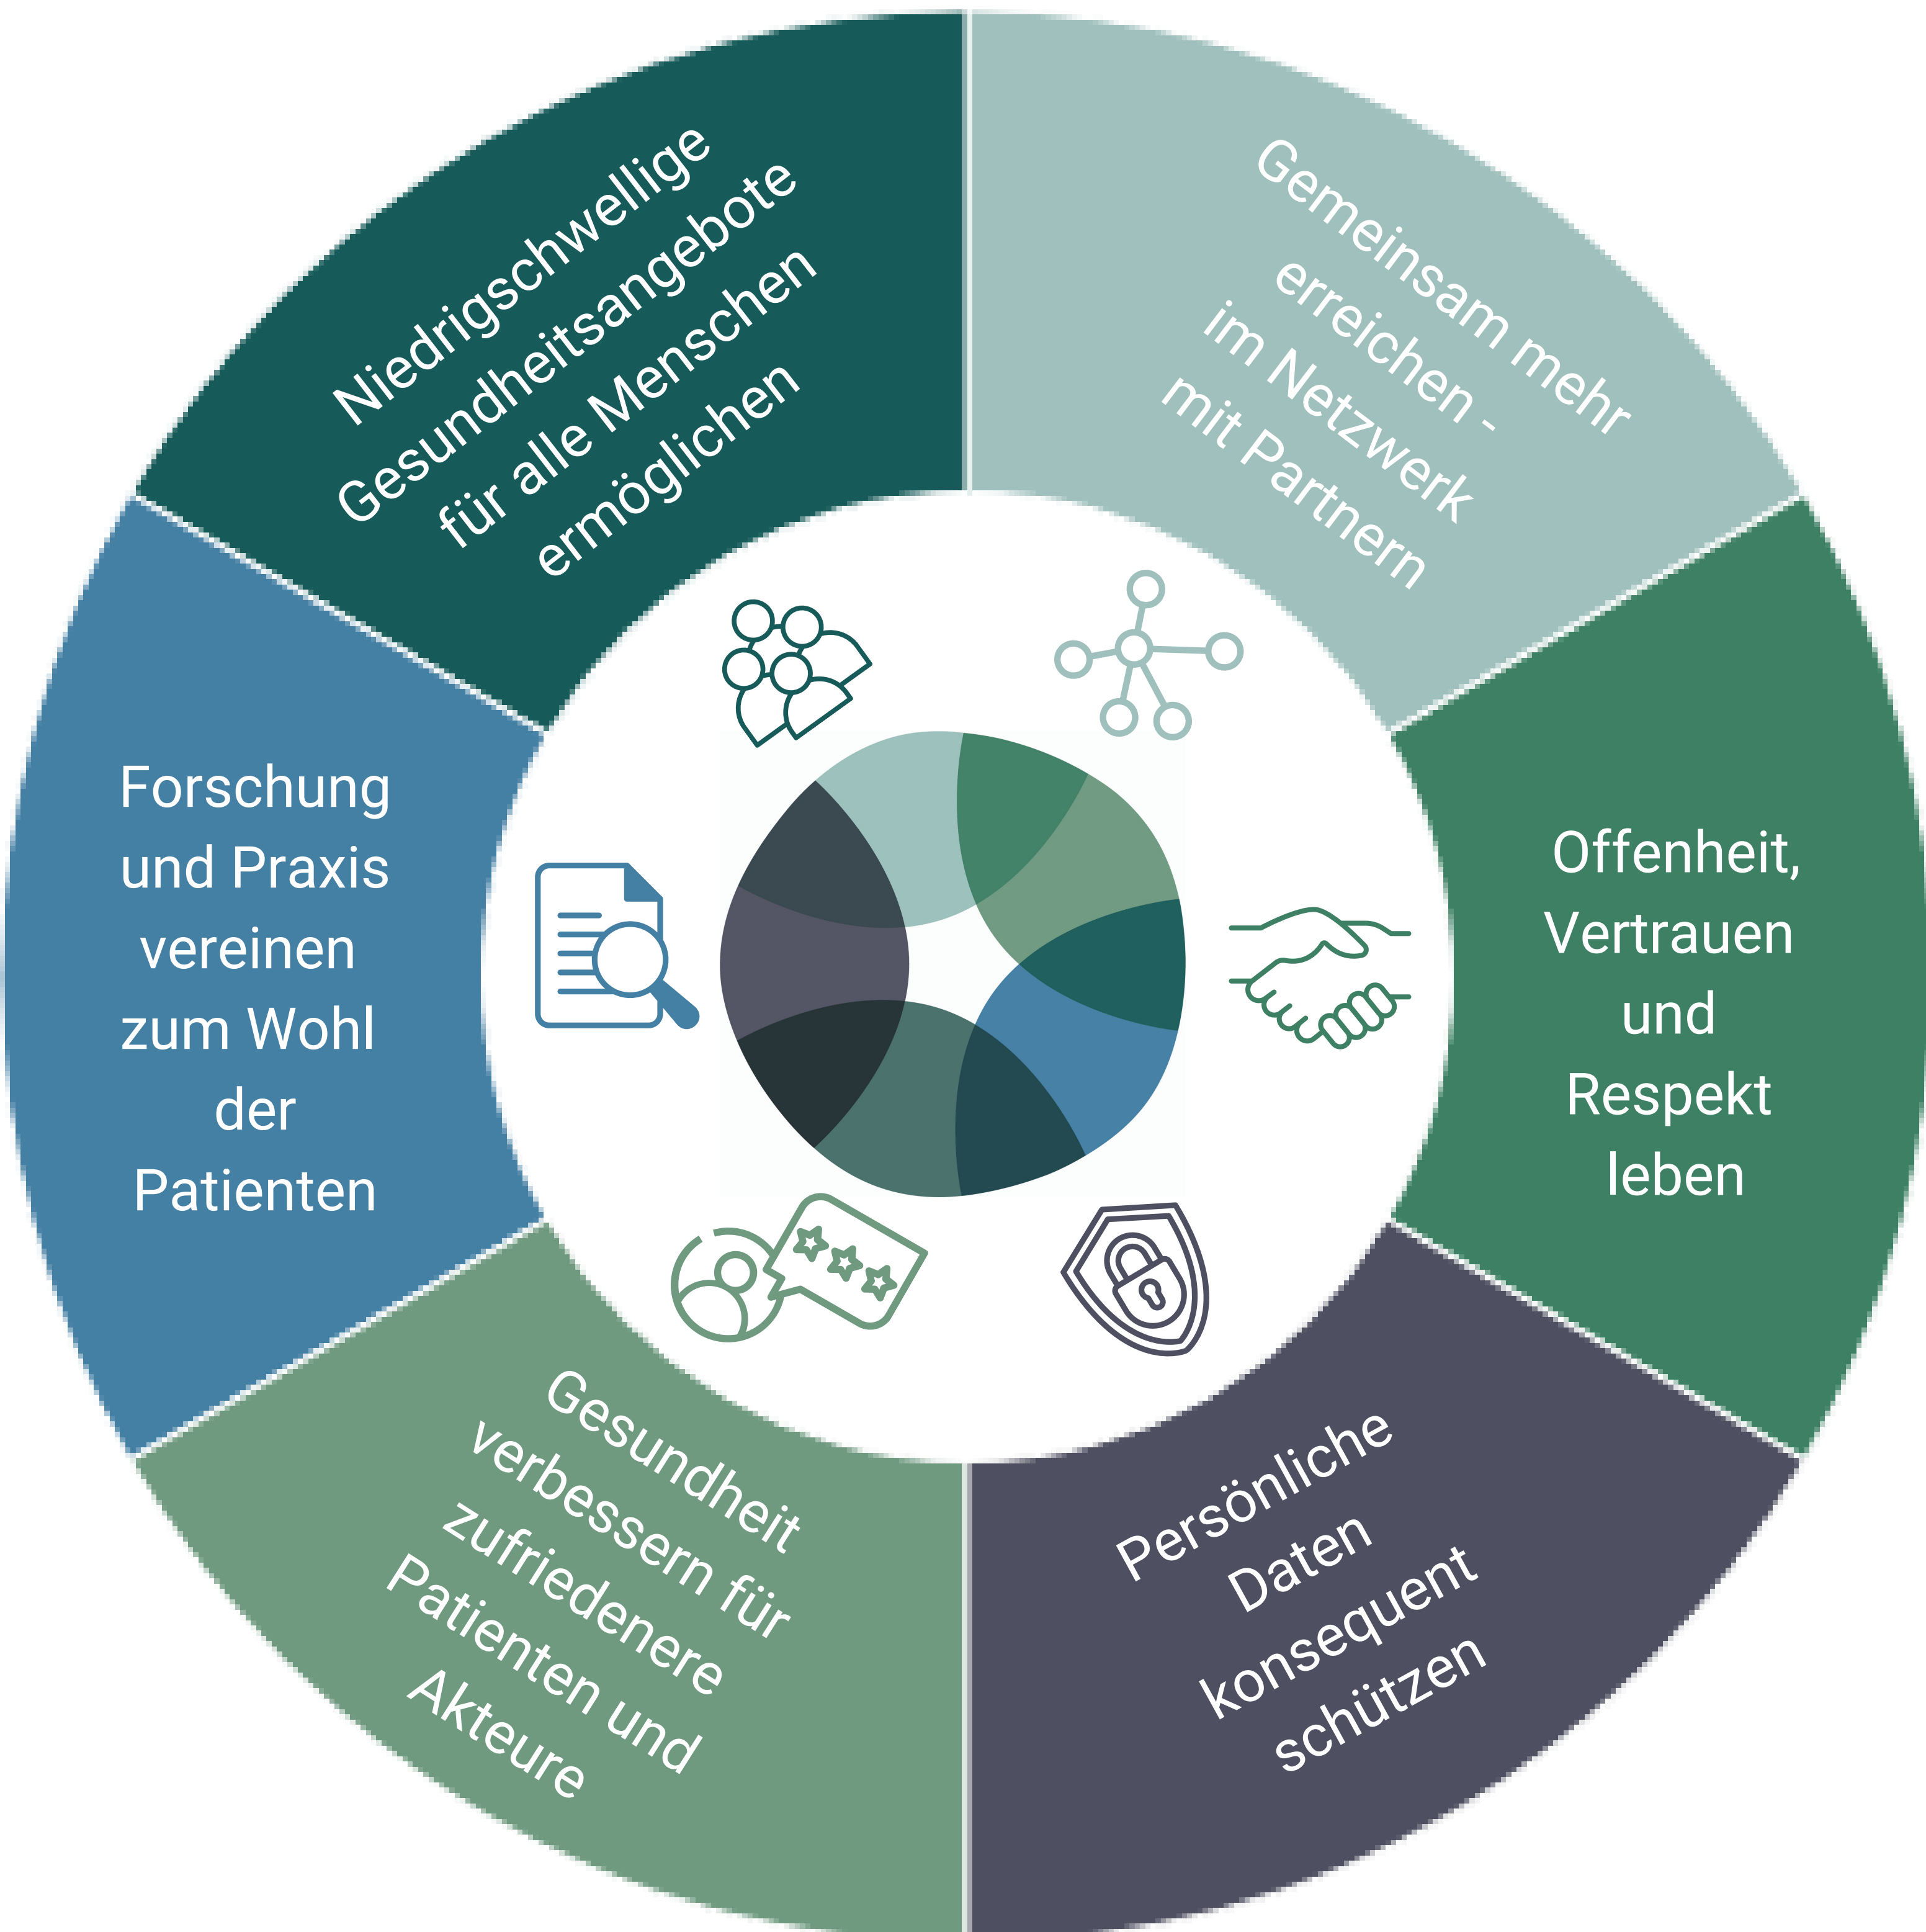 Niedrigschwellige
Gesundheitsangebote
für alle Menschen
ermöglichen
Gemeinsam mehr
erreichen -
im Netzwerk
mit Partnern
Offenheit,
Vertrauen
und
Respekt
leben
Persönliche
Daten
konsequent
schützen
Gesundheit
verbessern für
zufriedenere
Patienten und
Akteure
Forschung
und Praxis
vereinen
zum Wohl
der
Patienten